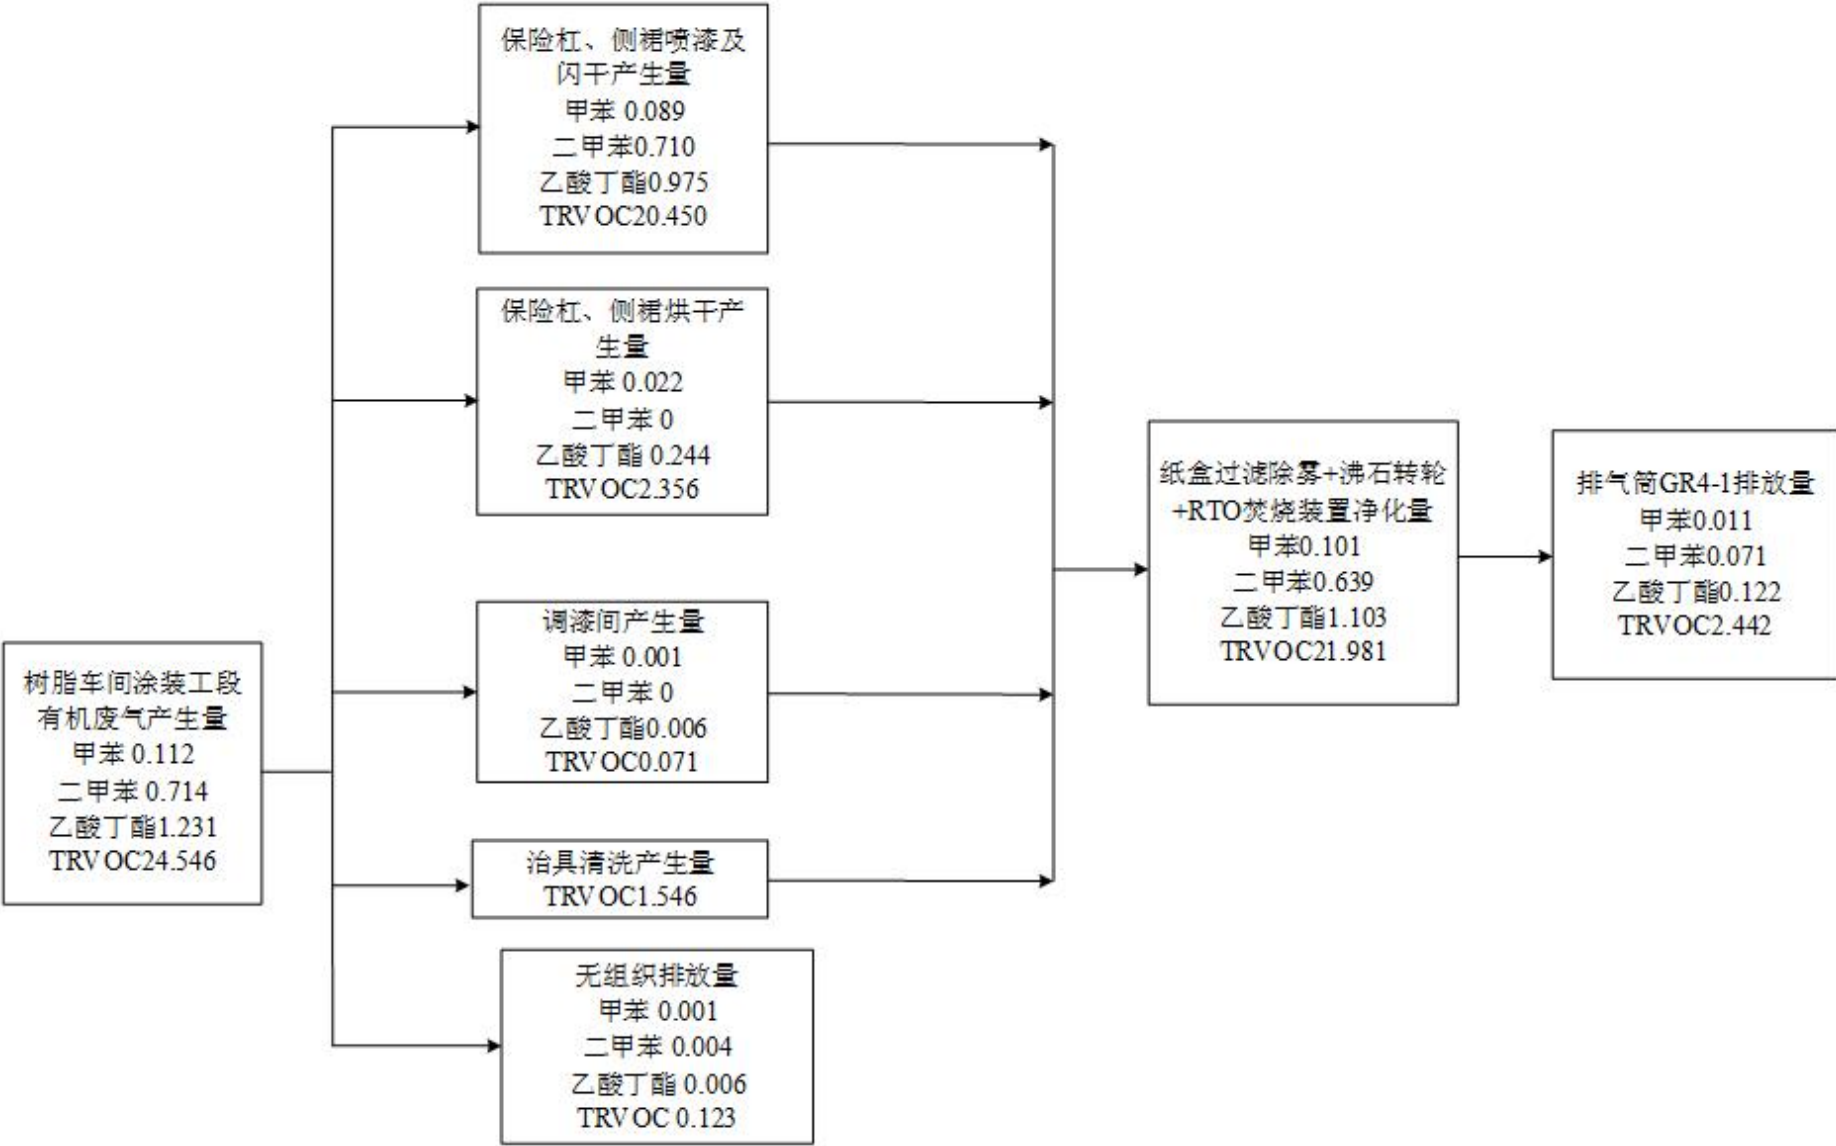 保险杠、侧裙喷漆及
闪干产生量
甲苯 0.089
二甲苯0.710
乙酸丁酯0.975
TRVOC20.450
保险杠、侧裙烘干产
生量
甲苯 0.022
二甲苯 0
乙酸丁酯 0.244
TRVOC2.356
调漆间产生量
甲苯 0.001
二甲苯 0
乙酸丁酯0.006
TRVOC0.071
治具清洗产生量
TRVOC1.546
无组织排放量
甲苯 0.001
二甲苯 0.004
乙酸丁酯 0.006
TRVOC 0.123
树脂车间涂装工段
有机废气产生量
甲苯 0.112
二甲苯 0.714
乙酸丁酯1.231
TRVOC24.546
纸盒过滤除雾+沸石转轮
+RTO焚烧装置净化量
甲苯0.101
二甲苯0.639
乙酸丁酯1.103
TRVOC21.981
排气筒GR4-1排放量
甲苯0.011
二甲苯0.071
乙酸丁酯0.122
TRVOC2.442